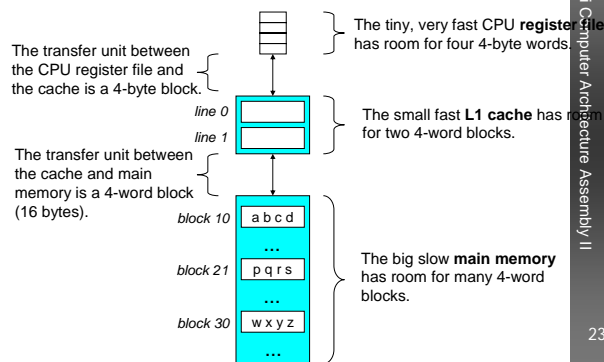 The tiny, very fast CPU register file
has room for four 4-byte words.
The transfer unit between
the CPU register file and
the cache is a 4-byte block.
line 0
line 1
The small fast L1 cache has room
for two 4-word blocks.
The transfer unit between
the cache and main
memory is a 4-word block
(16 bytes).
block 10
a b c d
...
block 21
p q r s
...
block 30
w x y z
...
The big slow main memory
has room for many 4-word
blocks.
Computer Architecture Assembly II
23